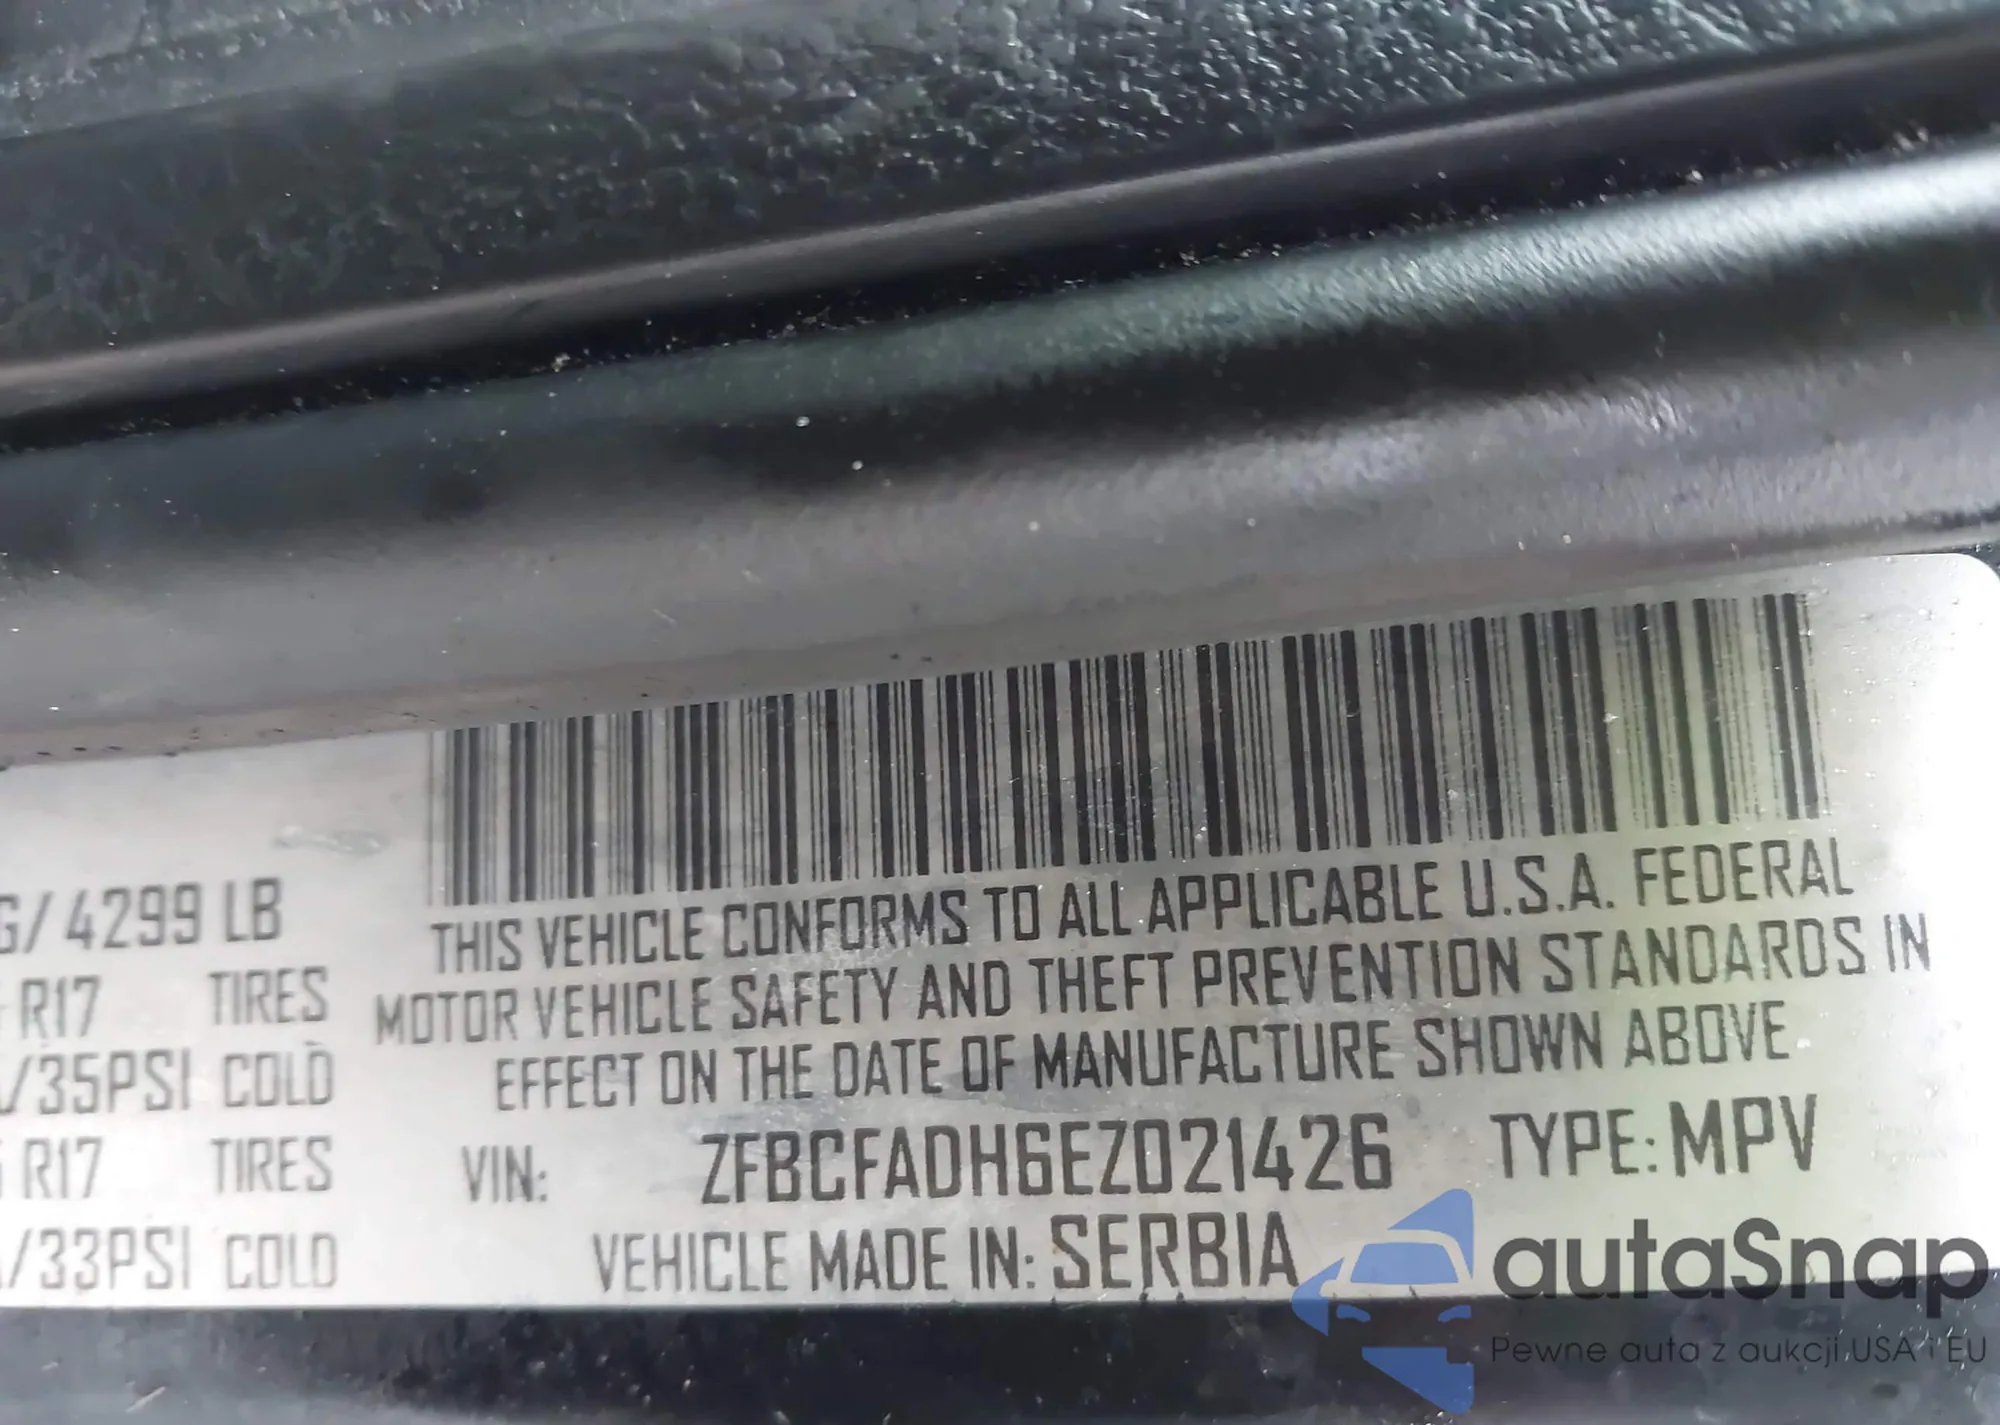 G/ 4299 LB
R17 TIRES
/35PSI COLD
R17 TIRES
/33PSI COLD
THIS VEHICLE CONFORMS TO ALL APPLICABLE U.S.A. FEDERAL
MOTOR VEHICLE SAFETY AND THEFT PREVENTION STANDARDS IN
EFFECT ON THE DATE OF MANUFACTURE SHOWN ABOVE.
VIN: ZFBCFADH6EZ021426 TYPE: MPV
VEHICLE MADE IN: SERBIA
autaSnap
Pewne auta z aukcji USA i EU